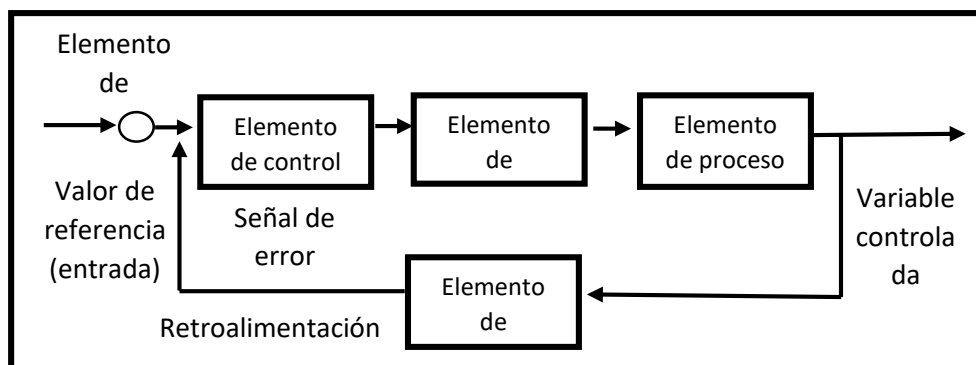 Elemento
de
Elemento
de control
Elemento
de
Elemento
de proceso
Valor de
referencia
(entrada)
Señal de
error
Variable
controla
da
Elemento
de
Retroalimentación